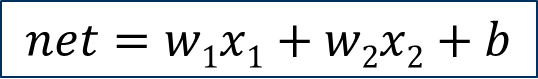 net = w₁x₁ + w₂x₂ + b